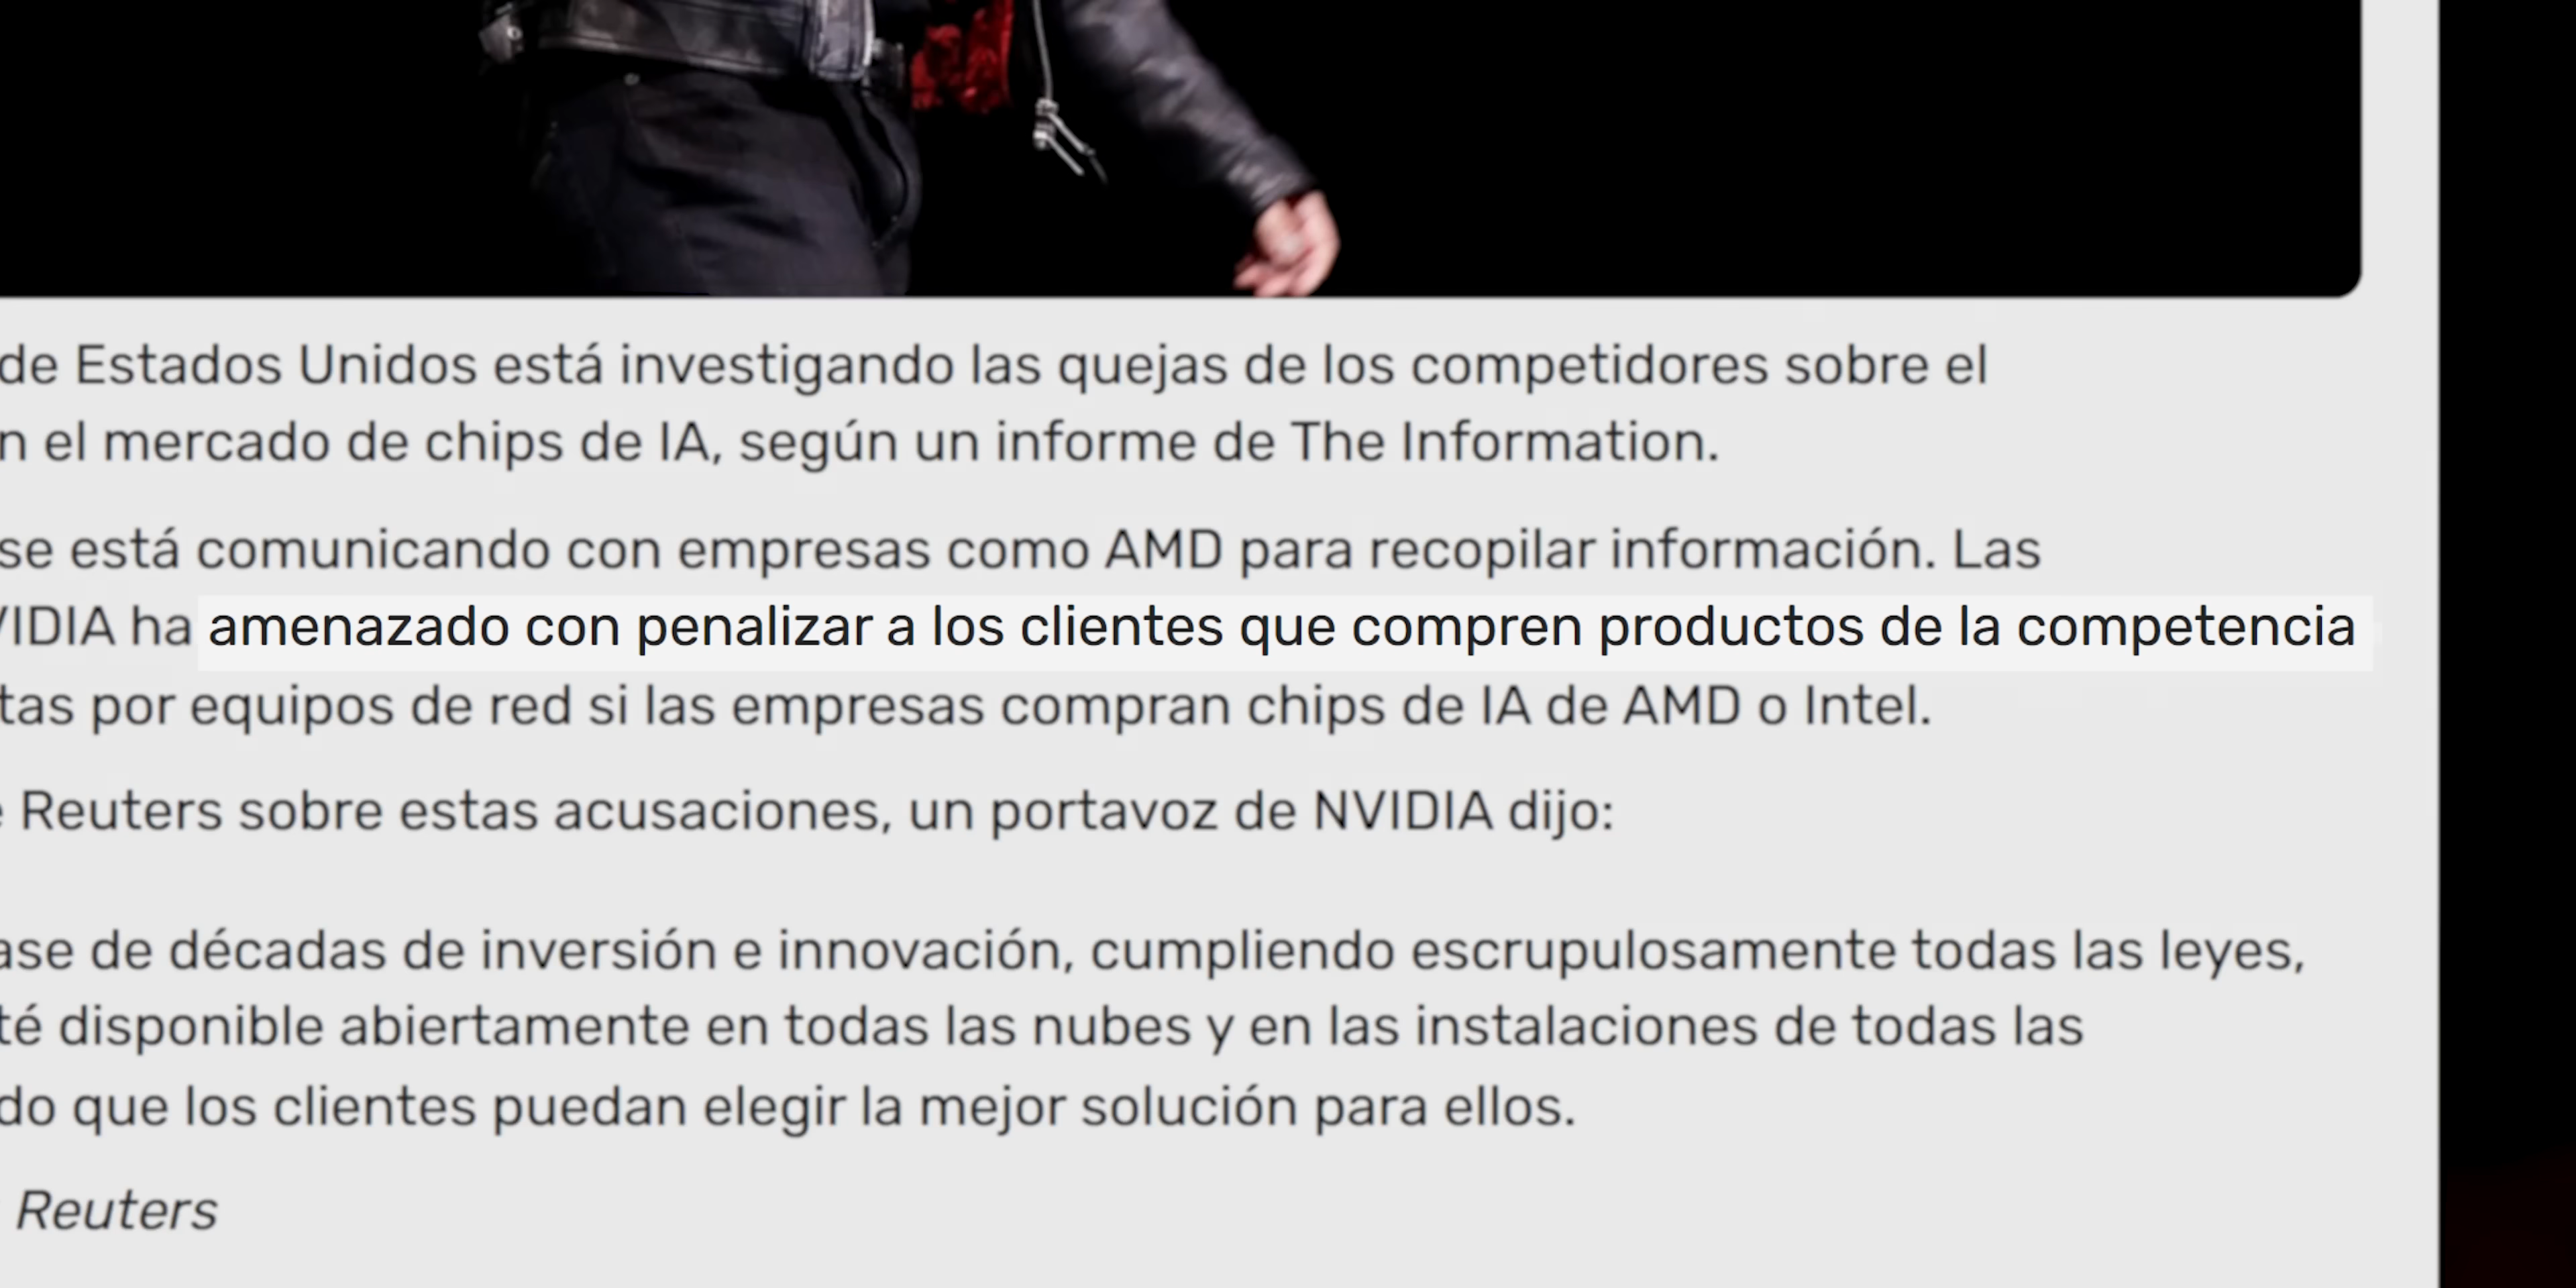 de Estados Unidos está investigando las quejas de los competidores sobre el
n el mercado de chips de IA, según un informe de The Information.
se está comunicando con empresas como AMD para recopilar información. Las
VIDIA ha amenazado con penalizar a los clientes que compren productos de la competencia
tas por equipos de red si las empresas compran chips de IA de AMD o Intel.
e Reuters sobre estas acusaciones, un portavoz de NVIDIA dijo:
ase de décadas de inversión e innovación, cumpliendo escrupulosamente todas las leyes,
té disponible abiertamente en todas las nubes y en las instalaciones de todas las
do que los clientes puedan elegir la mejor solución para ellos.
Reuters